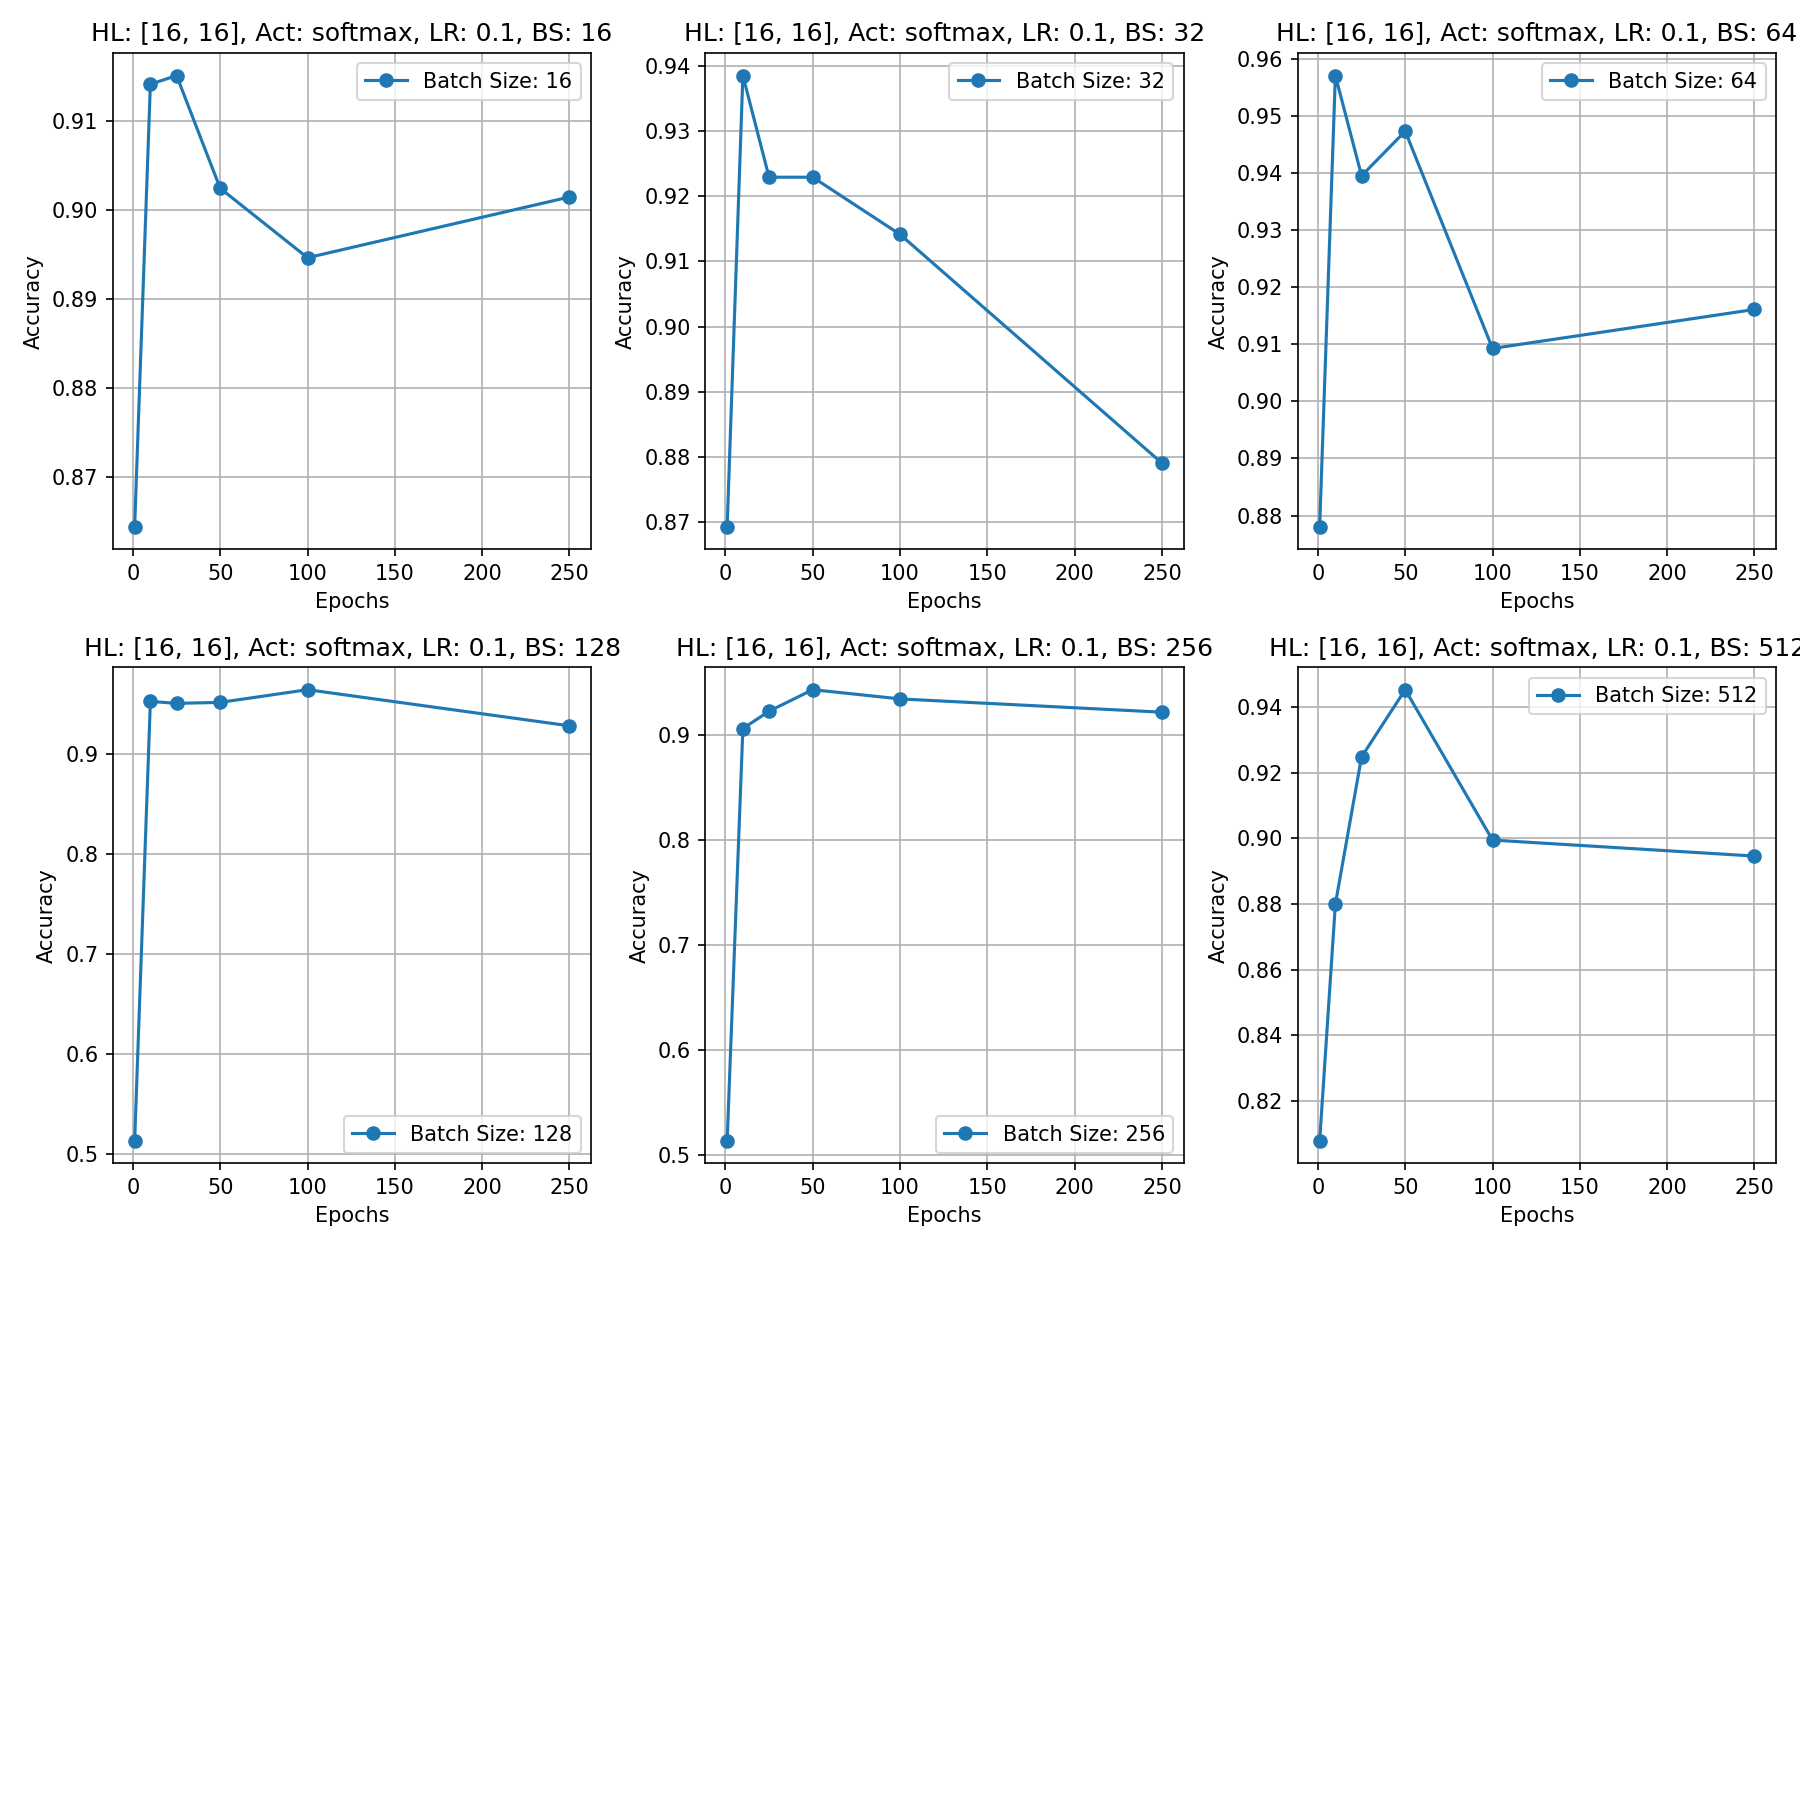 HL: [16, 16], Act: softmax, LR: 0.1, BS: 16
Batch Size: 16
Accuracy
0.91
0.90
0.89
0.88
0.87
0 50 100 150 200 250
Epochs
HL: [16, 16], Act: softmax, LR: 0.1, BS: 32
Batch Size: 32
Accuracy
0.94
0.93
0.92
0.91
0.90
0.89
0.88
0.87
0 50 100 150 200 250
Epochs
HL: [16, 16], Act: softmax, LR: 0.1, BS: 64
Batch Size: 64
Accuracy
0.96
0.95
0.94
0.93
0.92
0.91
0.90
0.89
0.88
0 50 100 150 200 250
Epochs
HL: [16, 16], Act: softmax, LR: 0.1, BS: 128
Accuracy
0.9
0.8
0.7
0.6
0.5
Batch Size: 128
0 50 100 150 200 250
Epochs
HL: [16, 16], Act: softmax, LR: 0.1, BS: 256
Accuracy
0.9
0.8
0.7
0.6
0.5
Batch Size: 256
0 50 100 150 200 250
Epochs
HL: [16, 16], Act: softmax, LR: 0.1, BS: 512
Batch Size: 512
Accuracy
0.94
0.92
0.90
0.88
0.86
0.84
0.82
0 50 100 150 200 250
Epochs